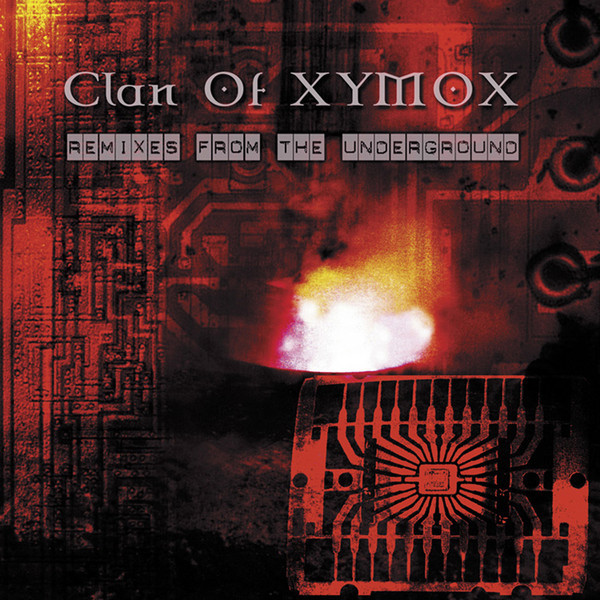 Clan Of XYMOX
REMIXES FROM THE UNDERGROUND